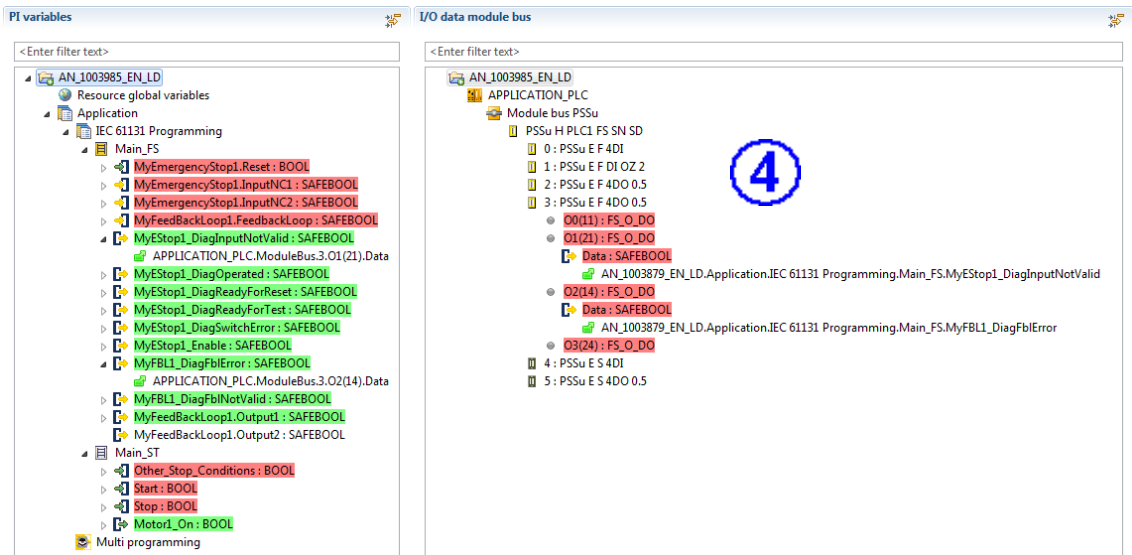 PI variables
<Enter filter text>
AN_1003985_EN_LD
Resource global variables
Application
IEC 61131 Programming
Main_FS
MyEmergencyStop1.Reset : BOOL
MyEmergencyStop1.InputNC1 : SAFEBOOL
MyEmergencyStop1.InputNC2 : SAFEBOOL
MyFeedBackLoop1.FeedbackLoop : SAFEBOOL
MyEStop1_DiagInputNotValid : SAFEBOOL
APPLICATION_PLC.ModuleBus.3.O1(21).Data
MyEStop1_DiagOperated : SAFEBOOL
MyEStop1_DiagReadyForReset : SAFEBOOL
MyEStop1_DiagReadyForTest : SAFEBOOL
MyEStop1_DiagSwitchError : SAFEBOOL
MyEStop1_Enable : SAFEBOOL
MyFBL1_DiagFblError : SAFEBOOL
APPLICATION_PLC.ModuleBus.3.O2(14).Data
MyFBL1_DiagFblNotValid : SAFEBOOL
MyFeedBackLoop1.Output1 : SAFEBOOL
MyFeedBackLoop1.Output2 : SAFEBOOL
Main_ST
Other_Stop_Conditions : BOOL
Start : BOOL
Stop : BOOL
Motor1_On : BOOL
Multi programming
I/O data module bus
<Enter filter text>
AN_1003985_EN_LD
APPLICATION_PLC
Module bus PSSu
PSSu H PLC1 FS SN SD
0 : PSSu E F 4DI
1 : PSSu E F DI OZ 2
2 : PSSu E F 4DO 0.5
3 : PSSu E F 4DO 0.5
O0(11) : FS_O_DO
O1(21) : FS_O_DO
Data : SAFEBOOL
AN_1003879_EN_LD.Application.IEC 61131 Programming.Main_FS.MyEStop1_DiagInputNotValid
O2(14) : FS_O_DO
Data : SAFEBOOL
AN_1003879_EN_LD.Application.IEC 61131 Programming.Main_FS.MyFBL1_DiagFblError
O3(24) : FS_O_DO
4 : PSSu E S 4DI
5 : PSSu E S 4DO 0.5
4